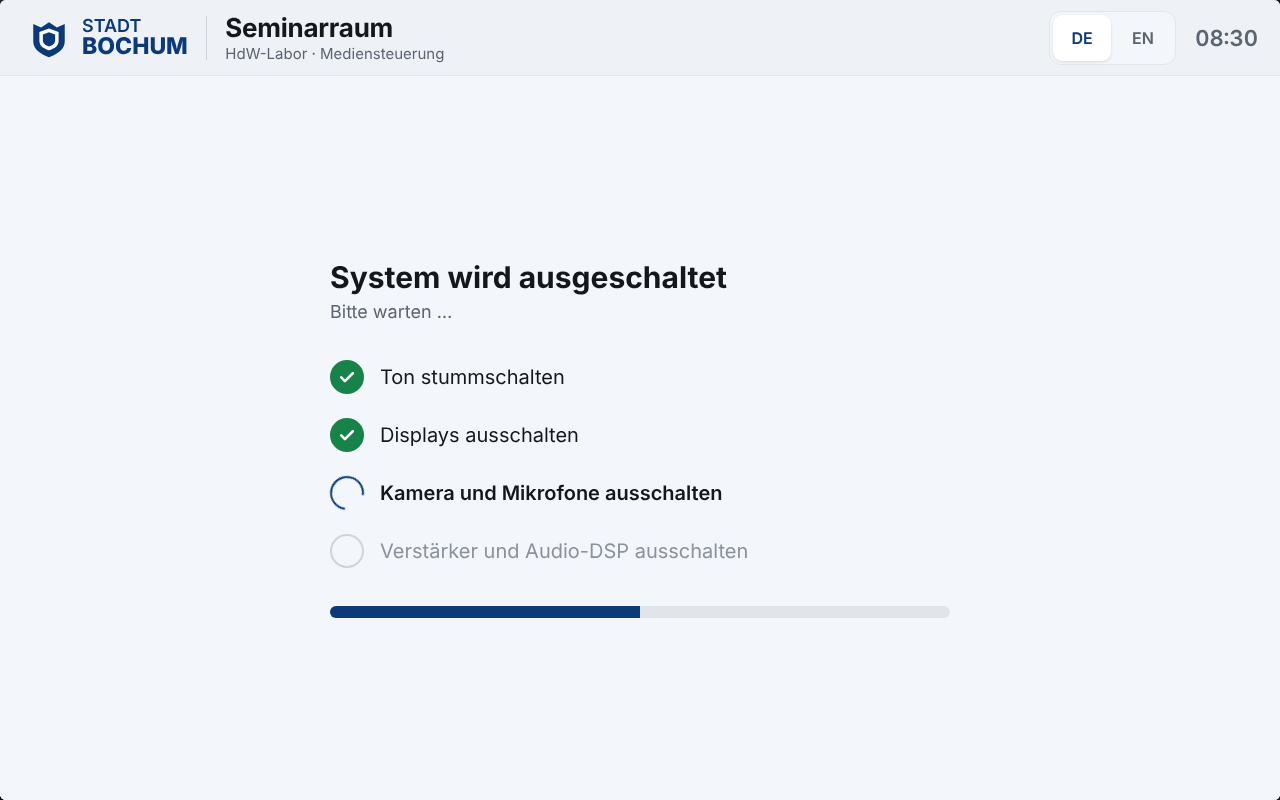 STADT
BOCHUM
Seminarraum
HdW-Labor · Mediensteuerung
DE
EN
08:30
System wird ausgeschaltet
Bitte warten …
Ton stummschalten
Displays ausschalten
Kamera und Mikrofone ausschalten
Verstärker und Audio-DSP ausschalten